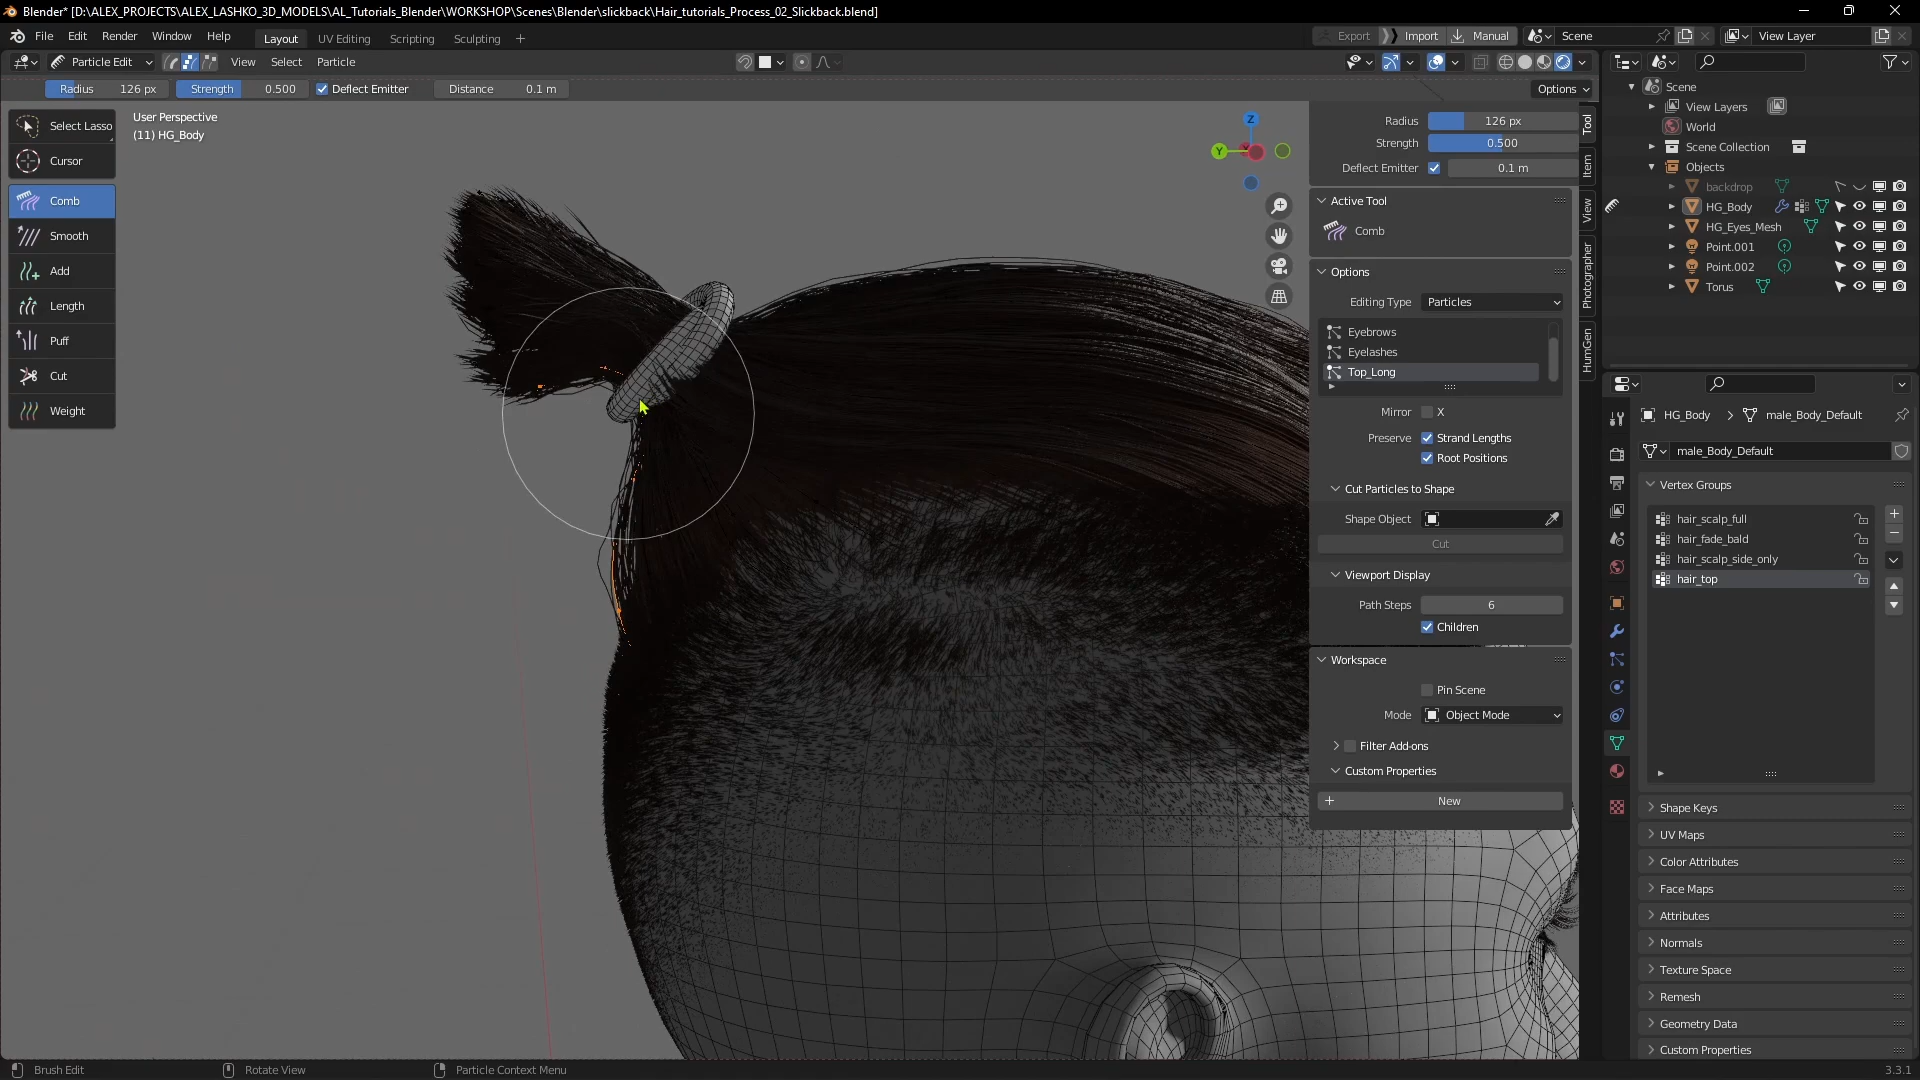 Blender* [D:\ALEX_PROJECTS\ALEX_LASHKO_3D_MODELS\AL_Tutorials_Blender\WORKSHOP\Scenes\Blender\slickback\Hair_tutorials_Process_02_Slickback.blend]
File Edit Render Window Help Layout UV Editing Scripting Sculpting + Export Import Manual Scene View Layer
Particle Edit View Select Particle
Radius 126 px Strength 0.500 Deflect Emitter Distance 0.1 m Options
Select Lasso
Cursor
Comb
Smooth
Add
Length
Puff
Cut
Weight
User Perspective
(11) HG_Body
Z
Y
Radius 126 px
Strength 0.500
Deflect Emitter 0.1 m
Active Tool
Comb
Options
Editing Type Particles
Eyebrows
Eyelashes
Top_Long
Mirror X
Preserve Strand Lengths
Root Positions
Cut Particles to Shape
Shape Object
Cut
Viewport Display
Path Steps 6
Children
Workspace
Pin Scene
Mode Object Mode
Filter Add-ons
Custom Properties
+ New
Tool
Item
View
Photographer
HumGen
Scene
View Layers
World
Scene Collection
Objects
backdrop
HG_Body
HG_Eyes_Mesh
Point.001
Point.002
Torus
HG_Body male_Body_Default
male_Body_Default
Vertex Groups
hair_scalp_full
hair_fade_bald
hair_scalp_side_only
hair_top
Shape Keys
UV Maps
Color Attributes
Face Maps
Attributes
Normals
Texture Space
Remesh
Geometry Data
Custom Properties
Brush Edit Rotate View Particle Context Menu 3.3.1